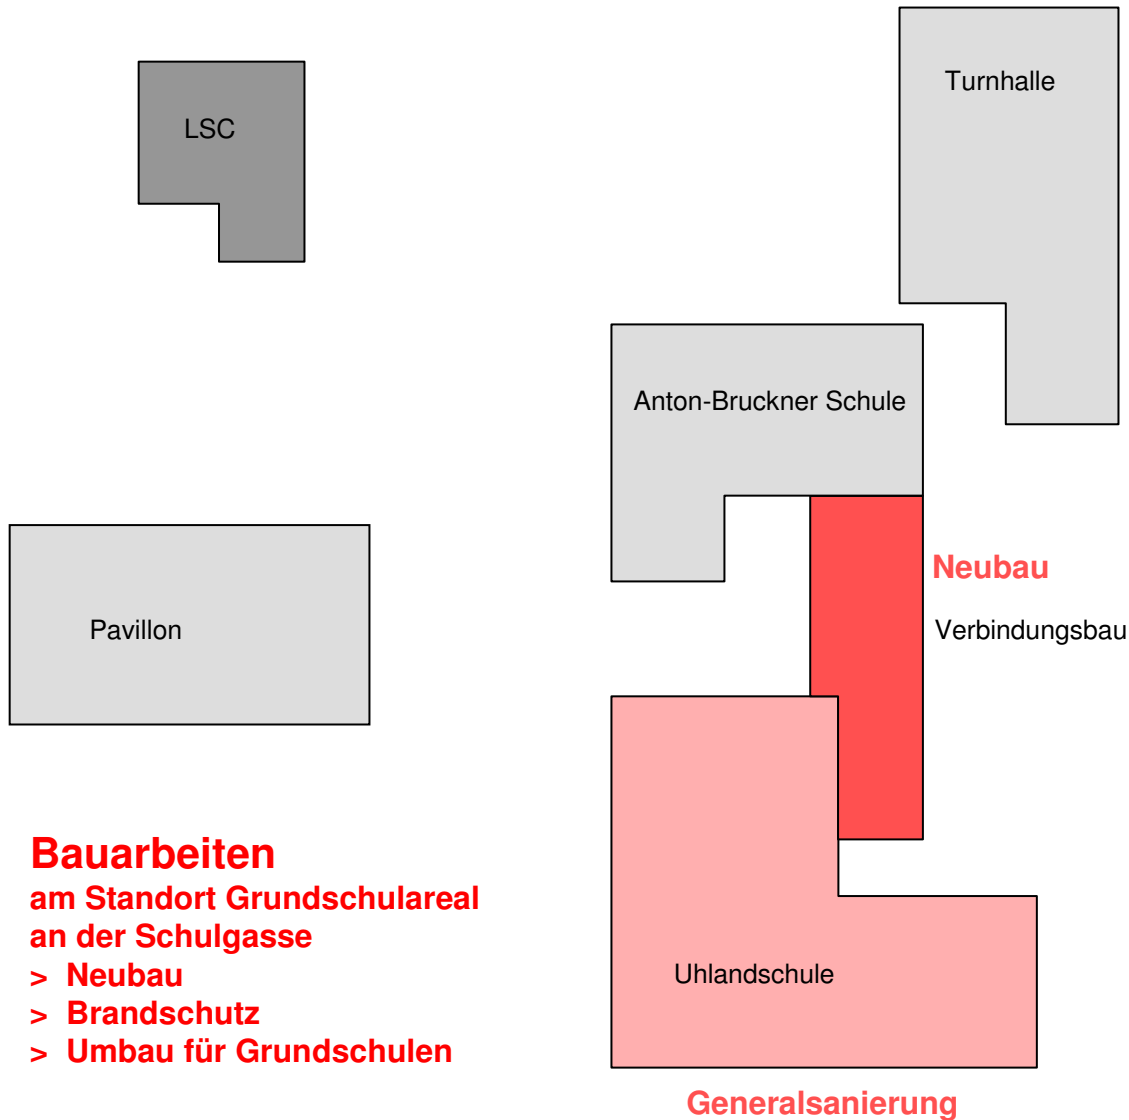 Turnhalle
LSC
Anton-Bruckner Schule
Neubau
Pavillon
Verbindungsbau
Bauarbeiten
am Standort Grundschulareal
an der Schulgasse
> Neubau
> Brandschutz
> Umbau für Grundschulen
Uhlandschule
Generalsanierung